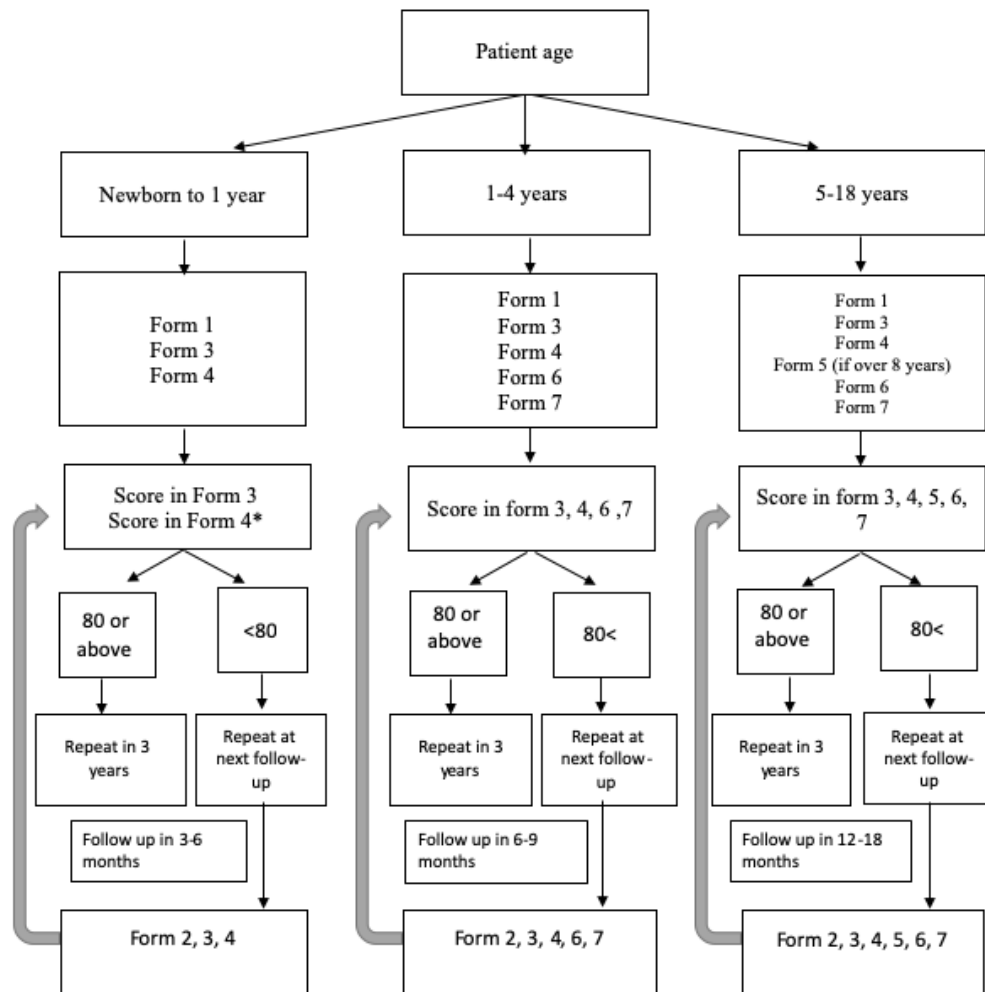 Patient age
Newborn to 1 year
1-4 years
5-18 years
Form 1
Form 3
Form 4
Form 1
Form 3
Form 4
Form 6
Form 7
Form 1
Form 3
Form 4
Form 5 (if over 8 years)
Form 6
Form 7
Score in Form 3
Score in Form 4*
Score in form 3, 4, 6 ,7
Score in form 3, 4, 5, 6,
7
80 or
above
<80
80 or
above
80<
80 or
above
80<
Repeat in 3
years
Repeat at
next follow-
up
Repeat in 3
years
Repeat at
next follow-
up
Repeat in 3
years
Repeat at
next follow-
up
Follow up in 3-6
months
Follow up in 6-9
months
Follow up in 12-18
months
Form 2, 3, 4
Form 2, 3, 4, 6, 7
Form 2, 3, 4, 5, 6, 7